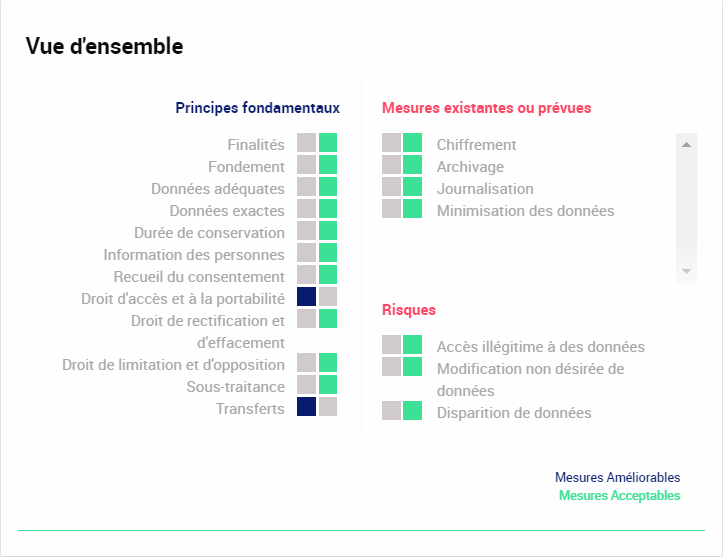 Vue d'ensemble
Principes fondamentaux
Finalités
Fondement
Données adéquates
Données exactes
Durée de conservation
Information des personnes
Recueil du consentement
Droit d'accès et à la portabilité
Droit de rectification et
d'effacement
Droit de limitation et d'opposition
Sous-traitance
Transferts
Mesures existantes ou prévues
Chiffrement
Archivage
Journalisation
Minimisation des données
Risques
Accès illégitime à des données
Modification non désirée de
données
Disparition de données
Mesures Améliorables
Mesures Acceptables